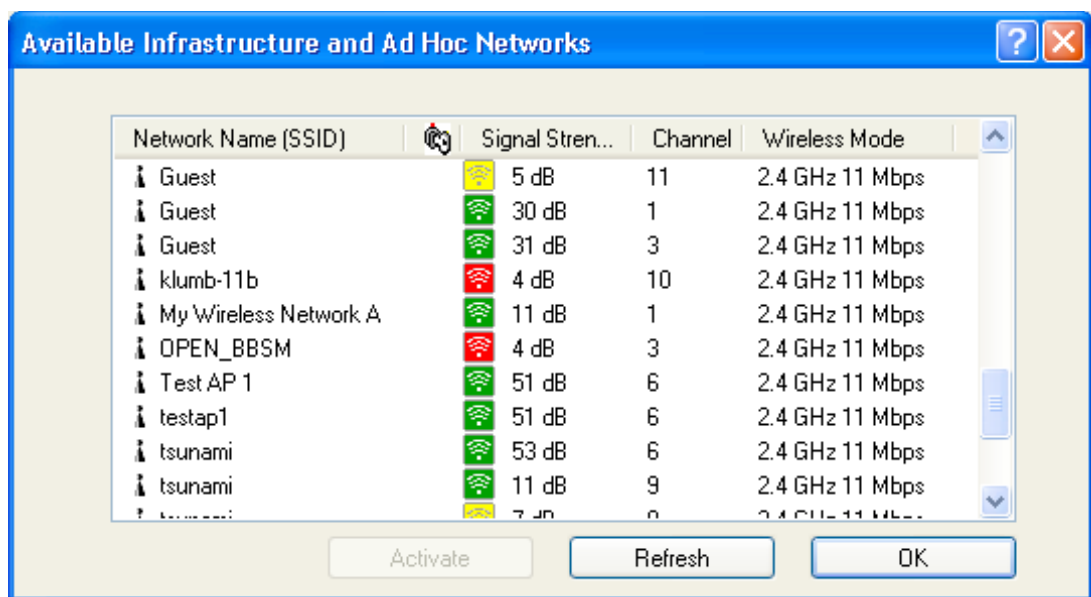 Available Infrastructure and Ad Hoc Networks
Network Name (SSID) Signal Stren... Channel Wireless Mode
Guest 5 dB 11 2.4 GHz 11 Mbps
Guest 30 dB 1 2.4 GHz 11 Mbps
Guest 31 dB 3 2.4 GHz 11 Mbps
klumb-11b 4 dB 10 2.4 GHz 11 Mbps
My Wireless Network A 11 dB 1 2.4 GHz 11 Mbps
OPEN_BBSM 4 dB 3 2.4 GHz 11 Mbps
Test AP 1 51 dB 6 2.4 GHz 11 Mbps
testap1 51 dB 6 2.4 GHz 11 Mbps
tsunami 53 dB 6 2.4 GHz 11 Mbps
tsunami 11 dB 9 2.4 GHz 11 Mbps
Activate Refresh OK